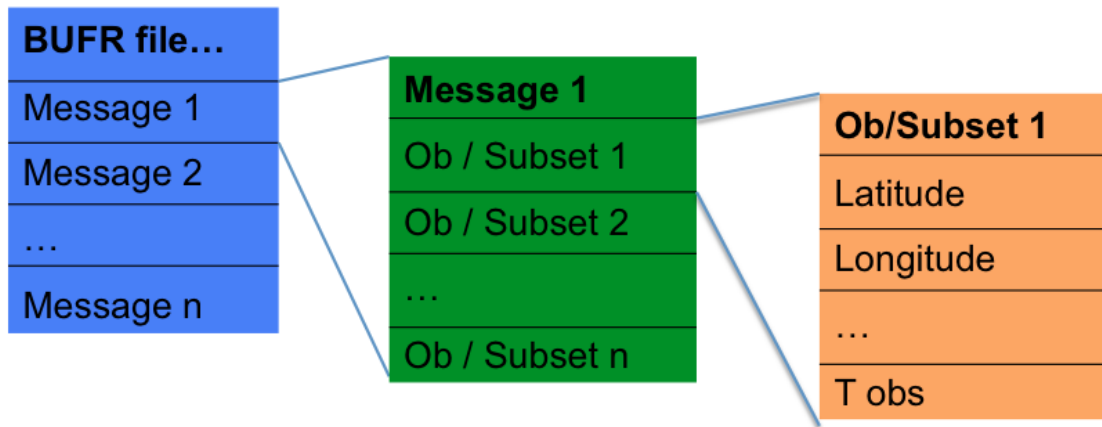 BUFR file…
Message 1
Message 2
…
Message n
Message 1
Ob / Subset 1
Ob / Subset 2
…
Ob / Subset n
Ob/Subset 1
Latitude
Longitude
…
T obs